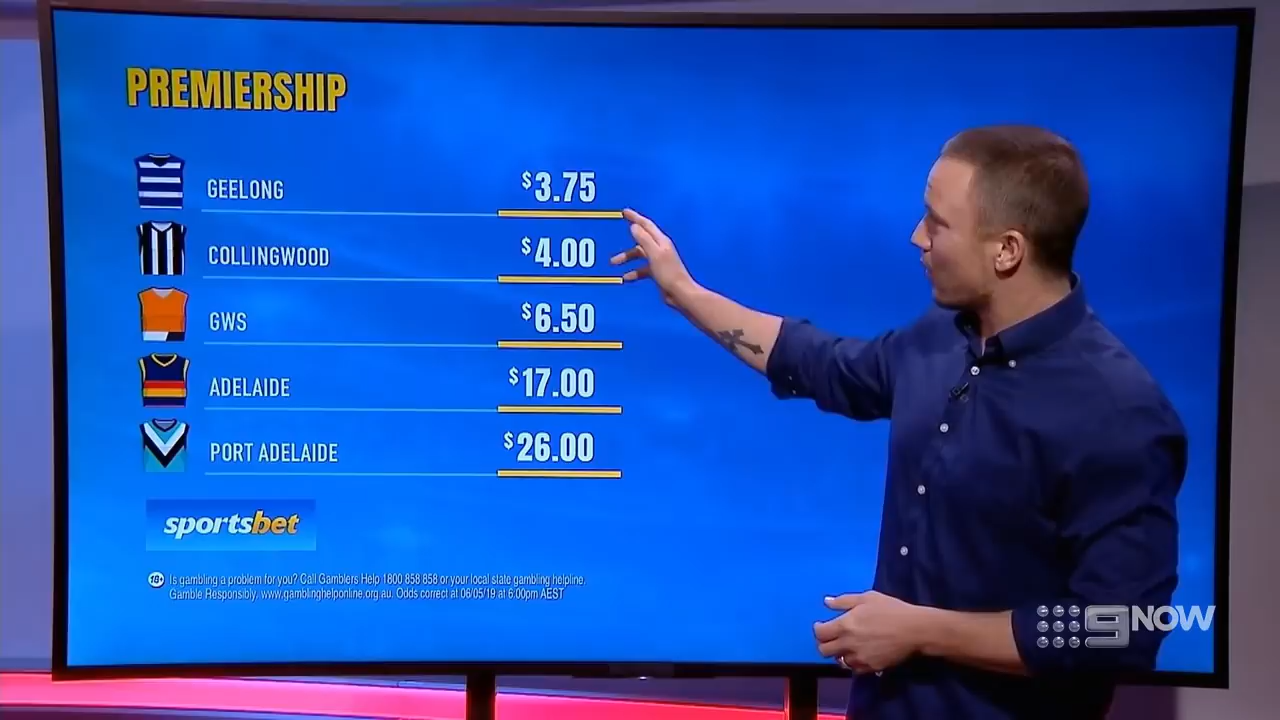 PREMIERSHIP
GEELONG $3.75
COLLINGWOOD $4.00
GWS $6.50
ADELAIDE $17.00
PORT ADELAIDE $26.00
sportsbet
18+ Is gambling a problem for you? Call Gamblers Help 1800 858 858 or your local state gambling helpline.
Gamble Responsibly. www.gamblinghelponline.org.au. Odds correct at 06/05/19 at 6:00pm AEST
9NOW